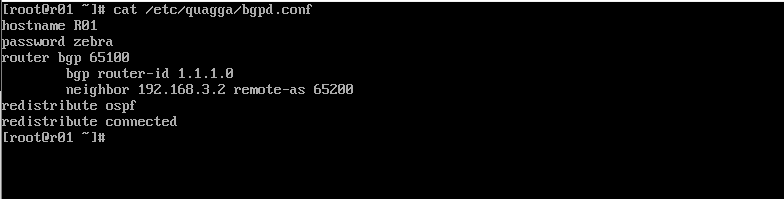 [root@r01 ~]# cat /etc/quagga/bgpd.conf
hostname R01
password zebra
router bgp 65100
        bgp router-id 1.1.1.0
        neighbor 192.168.3.2 remote-as 65200
redistribute ospf
redistribute connected
[root@r01 ~]#